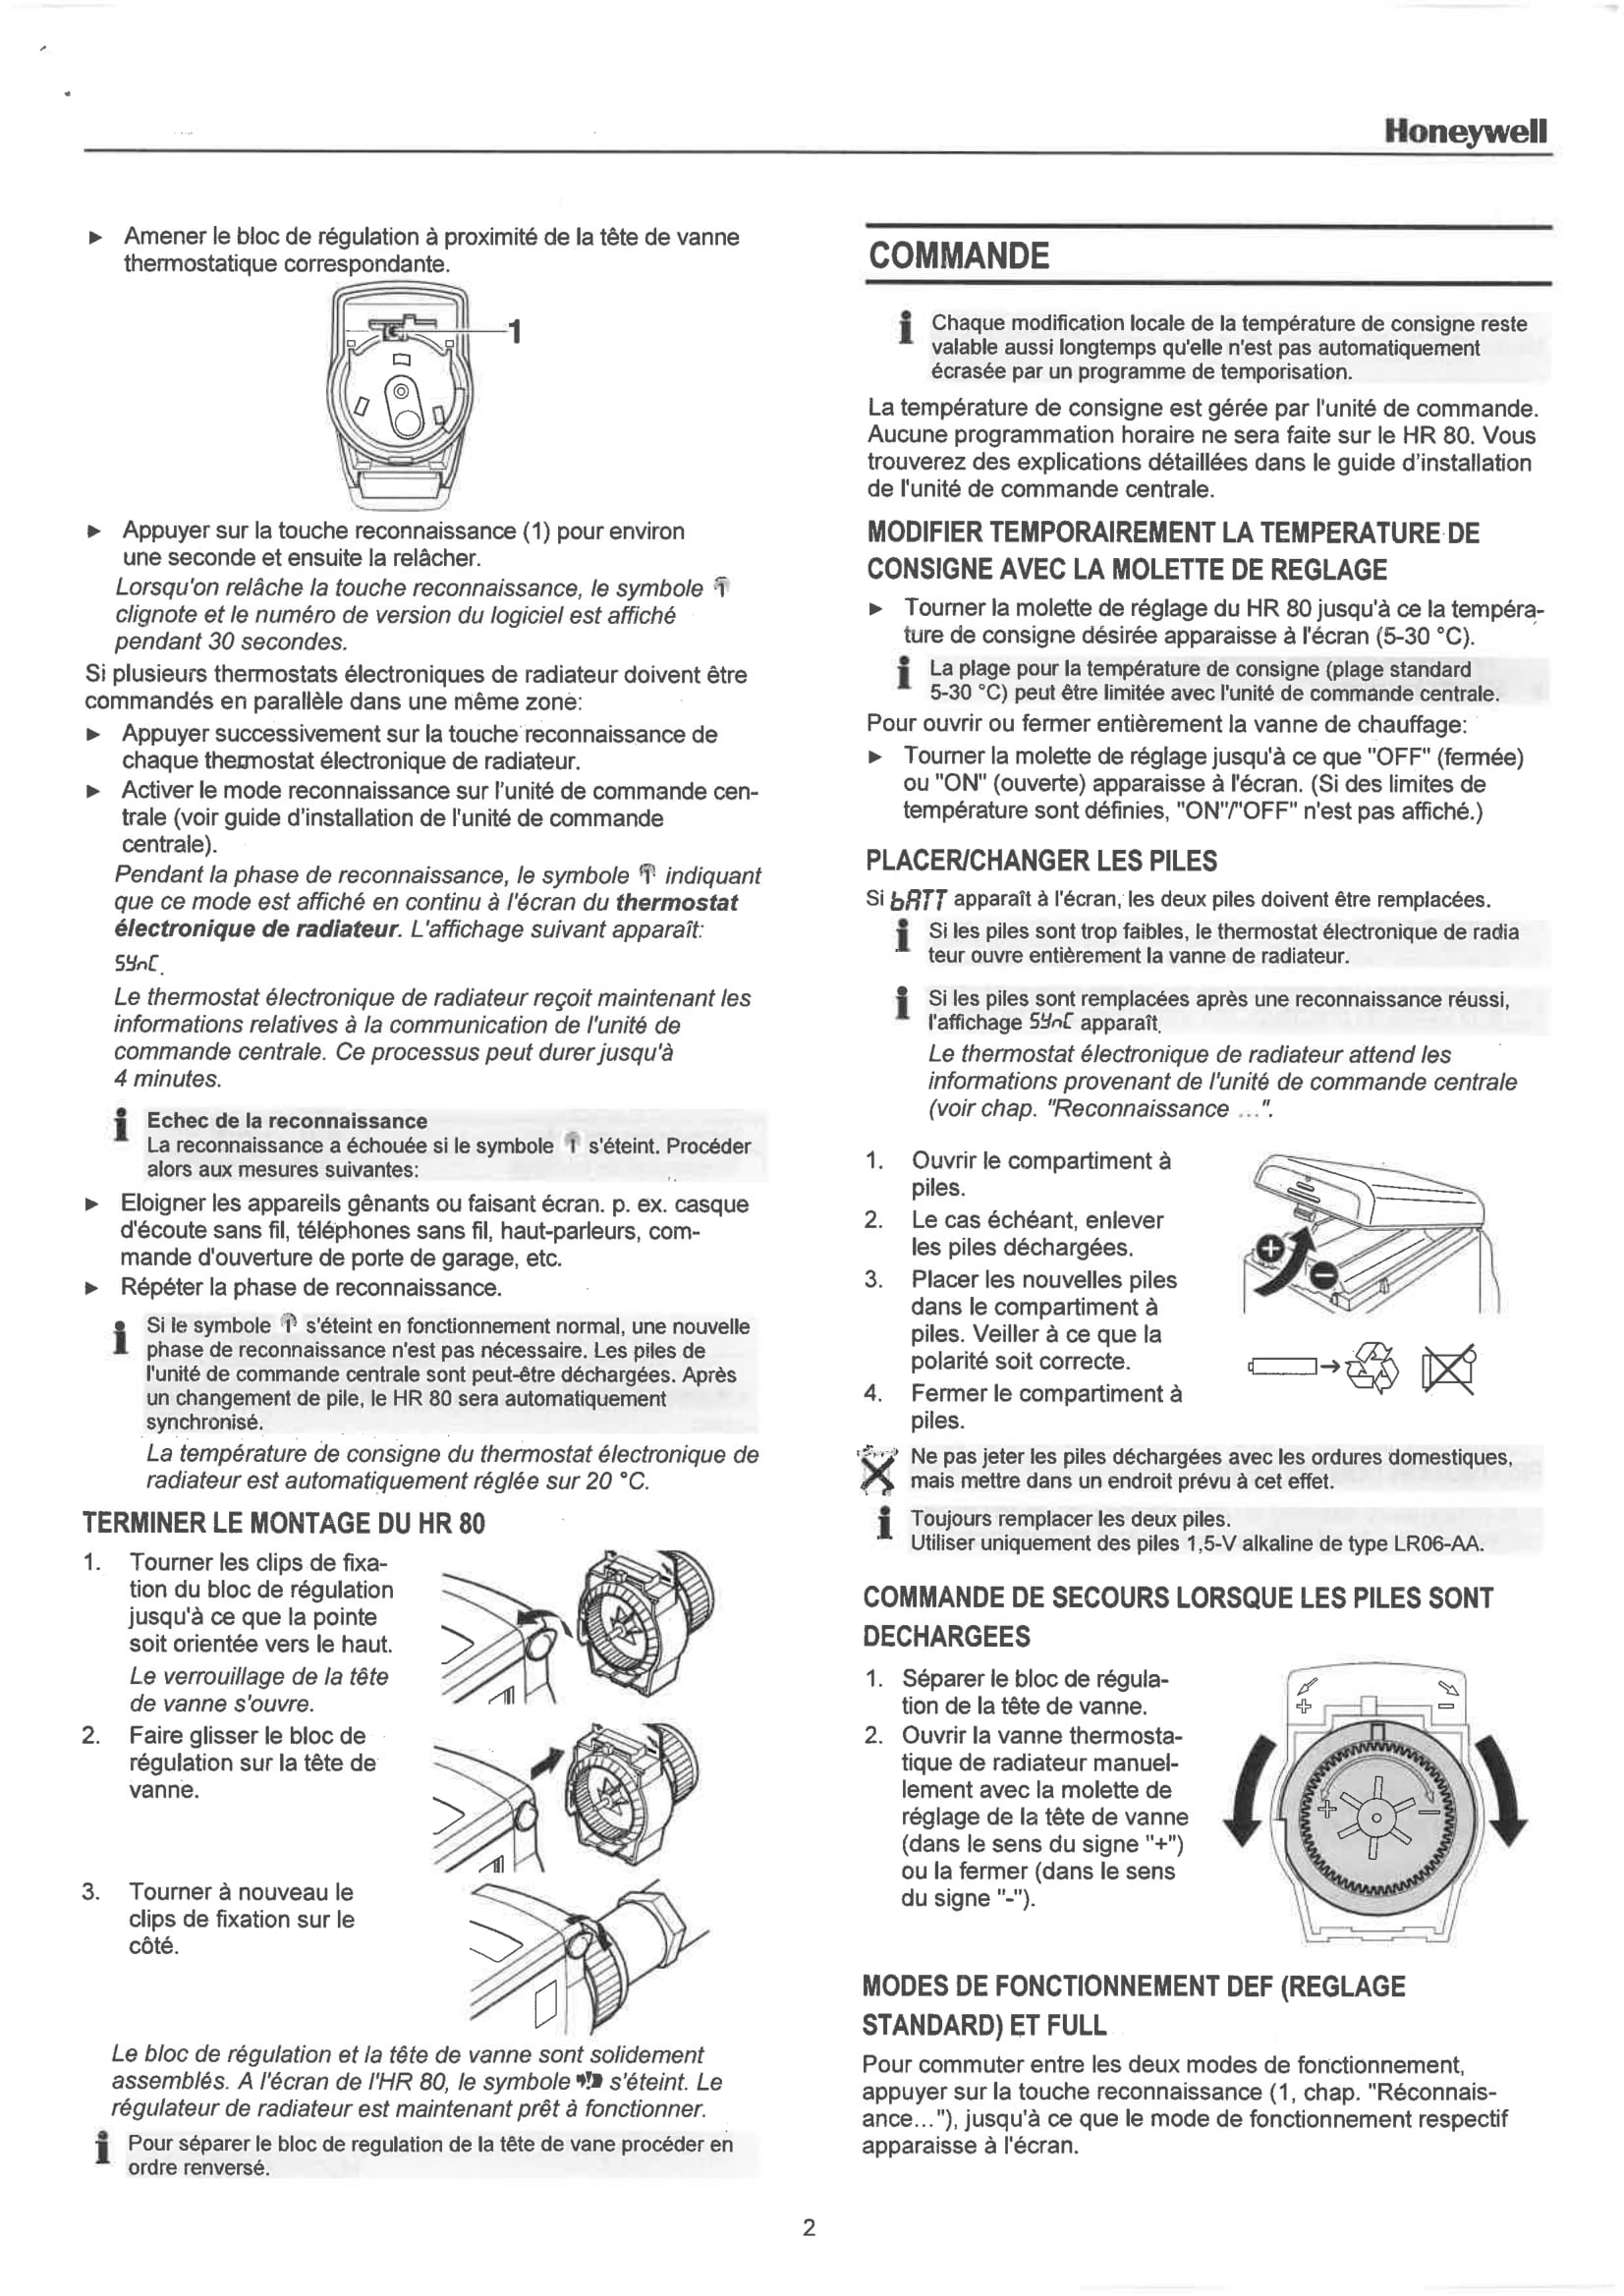 Honeywell
► Amener le bloc de régulation à proximité de la tête de vanne
thermostatique correspondante.
1
► Appuyer sur la touche reconnaissance (1) pour environ
une seconde et ensuite la relâcher.
Lorsqu'on relâche la touche reconnaissance, le symbole
clignote et le numéro de version du logiciel est affiché
pendant 30 secondes.
Si plusieurs thermostats électroniques de radiateur doivent être
commandés en parallèle dans une même zone:
► Appuyer successivement sur la touche reconnaissance de
chaque thermostat électronique de radiateur.
► Activer le mode reconnaissance sur l'unité de commande cen-
trale (voir guide d'installation de l'unité de commande
centrale).
Pendant la phase de reconnaissance, le symbole indiquant
que ce mode est affiché en continu à l'écran du thermostat
électronique de radiateur. L'affichage suivant apparaît:
SYnC.
Le thermostat électronique de radiateur reçoit maintenant les
informations relatives à la communication de l'unité de
commande centrale. Ce processus peut durer jusqu'à
4 minutes.
i Echec de la reconnaissance
La reconnaissance a échouée si le symbole s'éteint. Procéder
alors aux mesures suivantes:
► Eloigner les appareils gênants ou faisant écran. p. ex. casque
d'écoute sans fil, téléphones sans fil, haut-parleurs, com-
mande d'ouverture de porte de garage, etc.
► Répéter la phase de reconnaissance.
i Si le symbole s'éteint en fonctionnement normal, une nouvelle
phase de reconnaissance n'est pas nécessaire. Les piles de
l'unité de commande centrale sont peut-être déchargées. Après
un changement de pile, le HR 80 sera automatiquement
synchronisé.
La température de consigne du thermostat électronique de
radiateur est automatiquement réglée sur 20 °C.
TERMINER LE MONTAGE DU HR 80
1. Tourner les clips de fixa-
tion du bloc de régulation
jusqu'à ce que la pointe
soit orientée vers le haut.
Le verrouillage de la tête
de vanne s'ouvre.
2. Faire glisser le bloc de
régulation sur la tête de
vanne.
3. Tourner à nouveau le
clips de fixation sur le
côté.
Le bloc de régulation et la tête de vanne sont solidement
assemblés. A l'écran de l'HR 80, le symbole s'éteint. Le
régulateur de radiateur est maintenant prêt à fonctionner.
i Pour séparer le bloc de regulation de la tête de vane procéder en
ordre renversé.
COMMANDE
i Chaque modification locale de la température de consigne reste
valable aussi longtemps qu'elle n'est pas automatiquement
écrasée par un programme de temporisation.
La température de consigne est gérée par l'unité de commande.
Aucune programmation horaire ne sera faite sur le HR 80. Vous
trouverez des explications détaillées dans le guide d'installation
de l'unité de commande centrale.
MODIFIER TEMPORAIREMENT LA TEMPERATURE DE
CONSIGNE AVEC LA MOLETTE DE REGLAGE
► Tourner la molette de réglage du HR 80 jusqu'à ce la tempéra-
ture de consigne désirée apparaisse à l'écran (5-30 °C).
i La plage pour la température de consigne (plage standard
5-30 °C) peut être limitée avec l'unité de commande centrale.
Pour ouvrir ou fermer entièrement la vanne de chauffage:
► Tourner la molette de réglage jusqu'à ce que "OFF" (fermée)
ou "ON" (ouverte) apparaisse à l'écran. (Si des limites de
température sont définies, "ON"/"OFF" n'est pas affiché.)
PLACER/CHANGER LES PILES
Si bATT apparaît à l'écran, les deux piles doivent être remplacées.
i Si les piles sont trop faibles, le thermostat électronique de radia
teur ouvre entièrement la vanne de radiateur.
i Si les piles sont remplacées après une reconnaissance réussi,
l'affichage SYnC apparaît.
Le thermostat électronique de radiateur attend les
informations provenant de l'unité de commande centrale
(voir chap. "Reconnaissance ...".
1. Ouvrir le compartiment à
piles.
2. Le cas échéant, enlever
les piles déchargées.
3. Placer les nouvelles piles
dans le compartiment à
piles. Veiller à ce que la
polarité soit correcte.
4. Fermer le compartiment à
piles.
+ -
Ne pas jeter les piles déchargées avec les ordures domestiques,
mais mettre dans un endroit prévu à cet effet.
i Toujours remplacer les deux piles.
Utiliser uniquement des piles 1,5-V alkaline de type LR06-AA.
COMMANDE DE SECOURS LORSQUE LES PILES SONT
DECHARGEES
1. Séparer le bloc de régula-
tion de la tête de vanne.
2. Ouvrir la vanne thermosta-
tique de radiateur manuel-
lement avec la molette de
réglage de la tête de vanne
(dans le sens du signe "+")
ou la fermer (dans le sens
du signe "-").
+ -
+ -
MODES DE FONCTIONNEMENT DEF (REGLAGE
STANDARD) ET FULL
Pour commuter entre les deux modes de fonctionnement,
appuyer sur la touche reconnaissance (1, chap. "Réconnais-
ance..."), jusqu'à ce que le mode de fonctionnement respectif
apparaisse à l'écran.
2